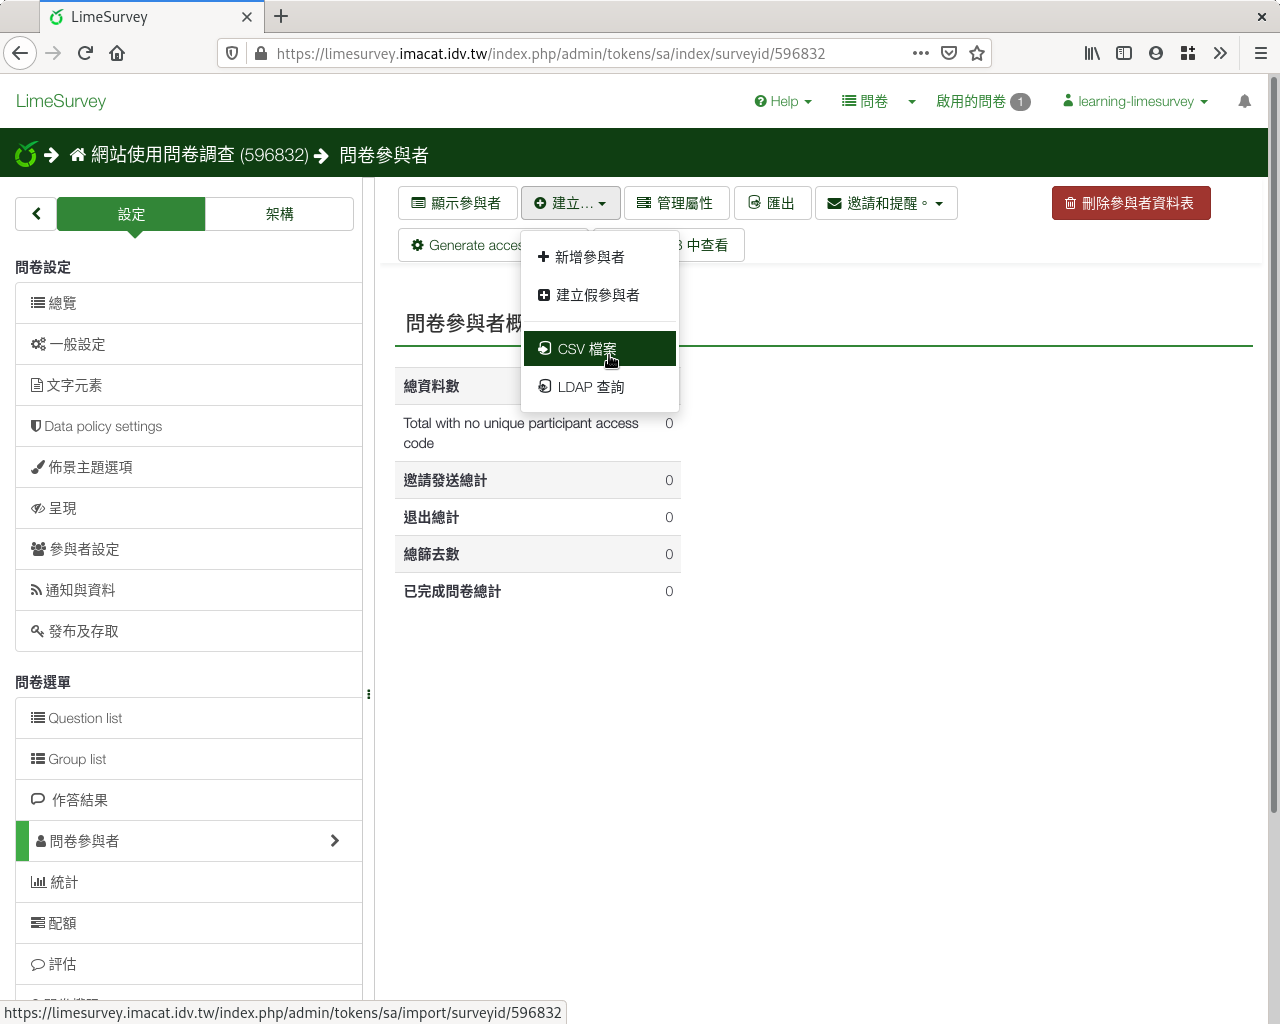 LimeSurvey
https://limesurvey.imacat.idv.tw/index.php/admin/tokens/sa/index/surveyid/596832
LimeSurvey
Help
問卷
啟用的問卷 1
learning-limesurvey
網站使用問卷調查 (596832)
問卷參與者
設定
架構
顯示參與者
建立...
管理屬性
匯出
邀請和提醒。
刪除參與者資料表
Generate acces
中查看
新增參與者
建立假參與者
CSV 檔案
LDAP 查詢
問卷設定
總覽
一般設定
文字元素
Data policy settings
佈景主題選項
呈現
參與者設定
通知與資料
發布及存取
問卷選單
Question list
Group list
作答結果
問卷參與者
統計
配額
評估
問卷參與者概
總資料數
Total with no unique participant access code 0
邀請發送總計 0
退出總計 0
總篩去數 0
已完成問卷總計 0
https://limesurvey.imacat.idv.tw/index.php/admin/tokens/sa/import/surveyid/596832